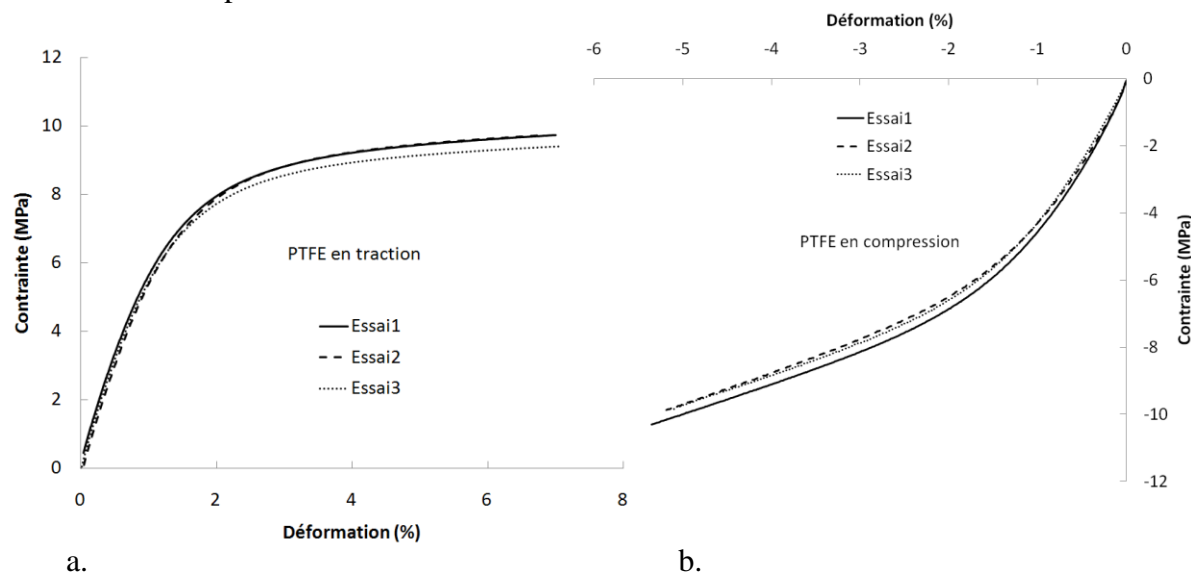 12
10
8
6
4
2
0
Contrainte (MPa)
PTFE en traction
Essai1
Essai2
Essai3
0 2 4 6 8
Déformation (%)
a.
Déformation (%)
-6 -5 -4 -3 -2 -1 0
0
-2
-4
-6
-8
-10
-12
Contrainte (MPa)
Essai1
Essai2
Essai3
PTFE en compression
b.